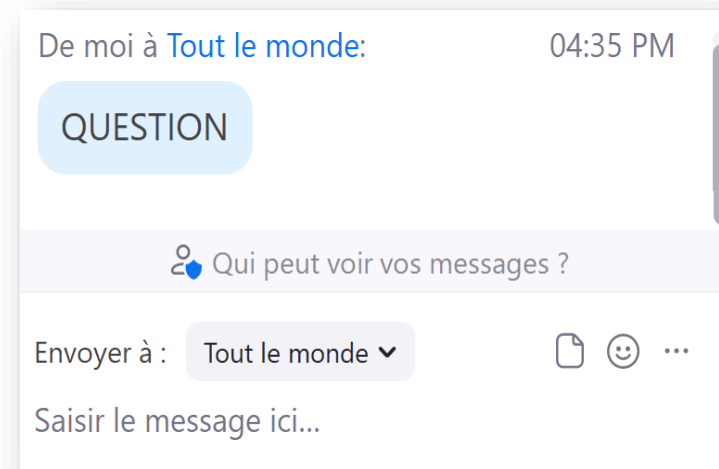 De moi à Tout le monde: 04:35 PM
QUESTION
Qui peut voir vos messages ?
Envoyer à : Tout le monde
Saisir le message ici...